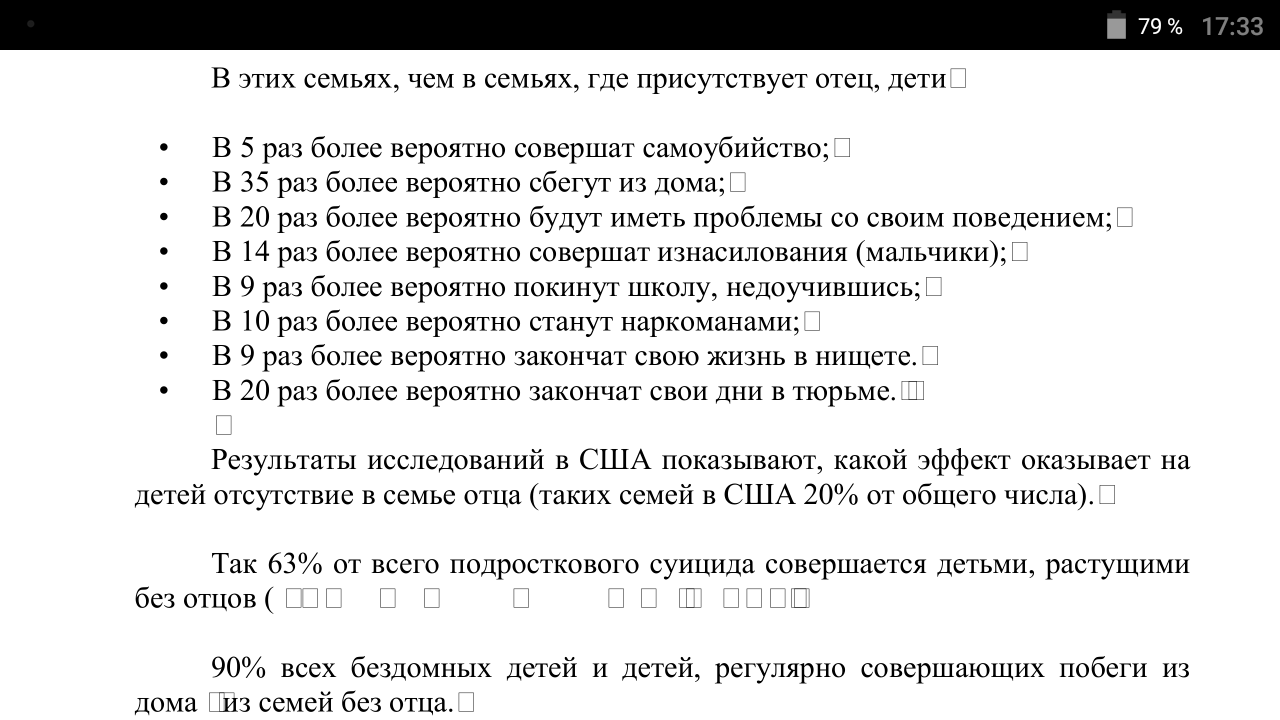 79 % 17:33
В этих семьях, чем в семьях, где присутствует отец, дети
• В 5 раз более вероятно совершат самоубийство;
• В 35 раз более вероятно сбегут из дома;
• В 20 раз более вероятно будут иметь проблемы со своим поведением;
• В 14 раз более вероятно совершат изнасилования (мальчики);
• В 9 раз более вероятно покинут школу, недоучившись;
• В 10 раз более вероятно станут наркоманами;
• В 9 раз более вероятно закончат свою жизнь в нищете.
• В 20 раз более вероятно закончат свои дни в тюрьме.
Результаты исследований в США показывают, какой эффект оказывает на
детей отсутствие в семье отца (таких семей в США 20% от общего числа).
Так 63% от всего подросткового суицида совершается детьми, растущими
без отцов (
90% всех бездомных детей и детей, регулярно совершающих побеги из
дома из семей без отца.